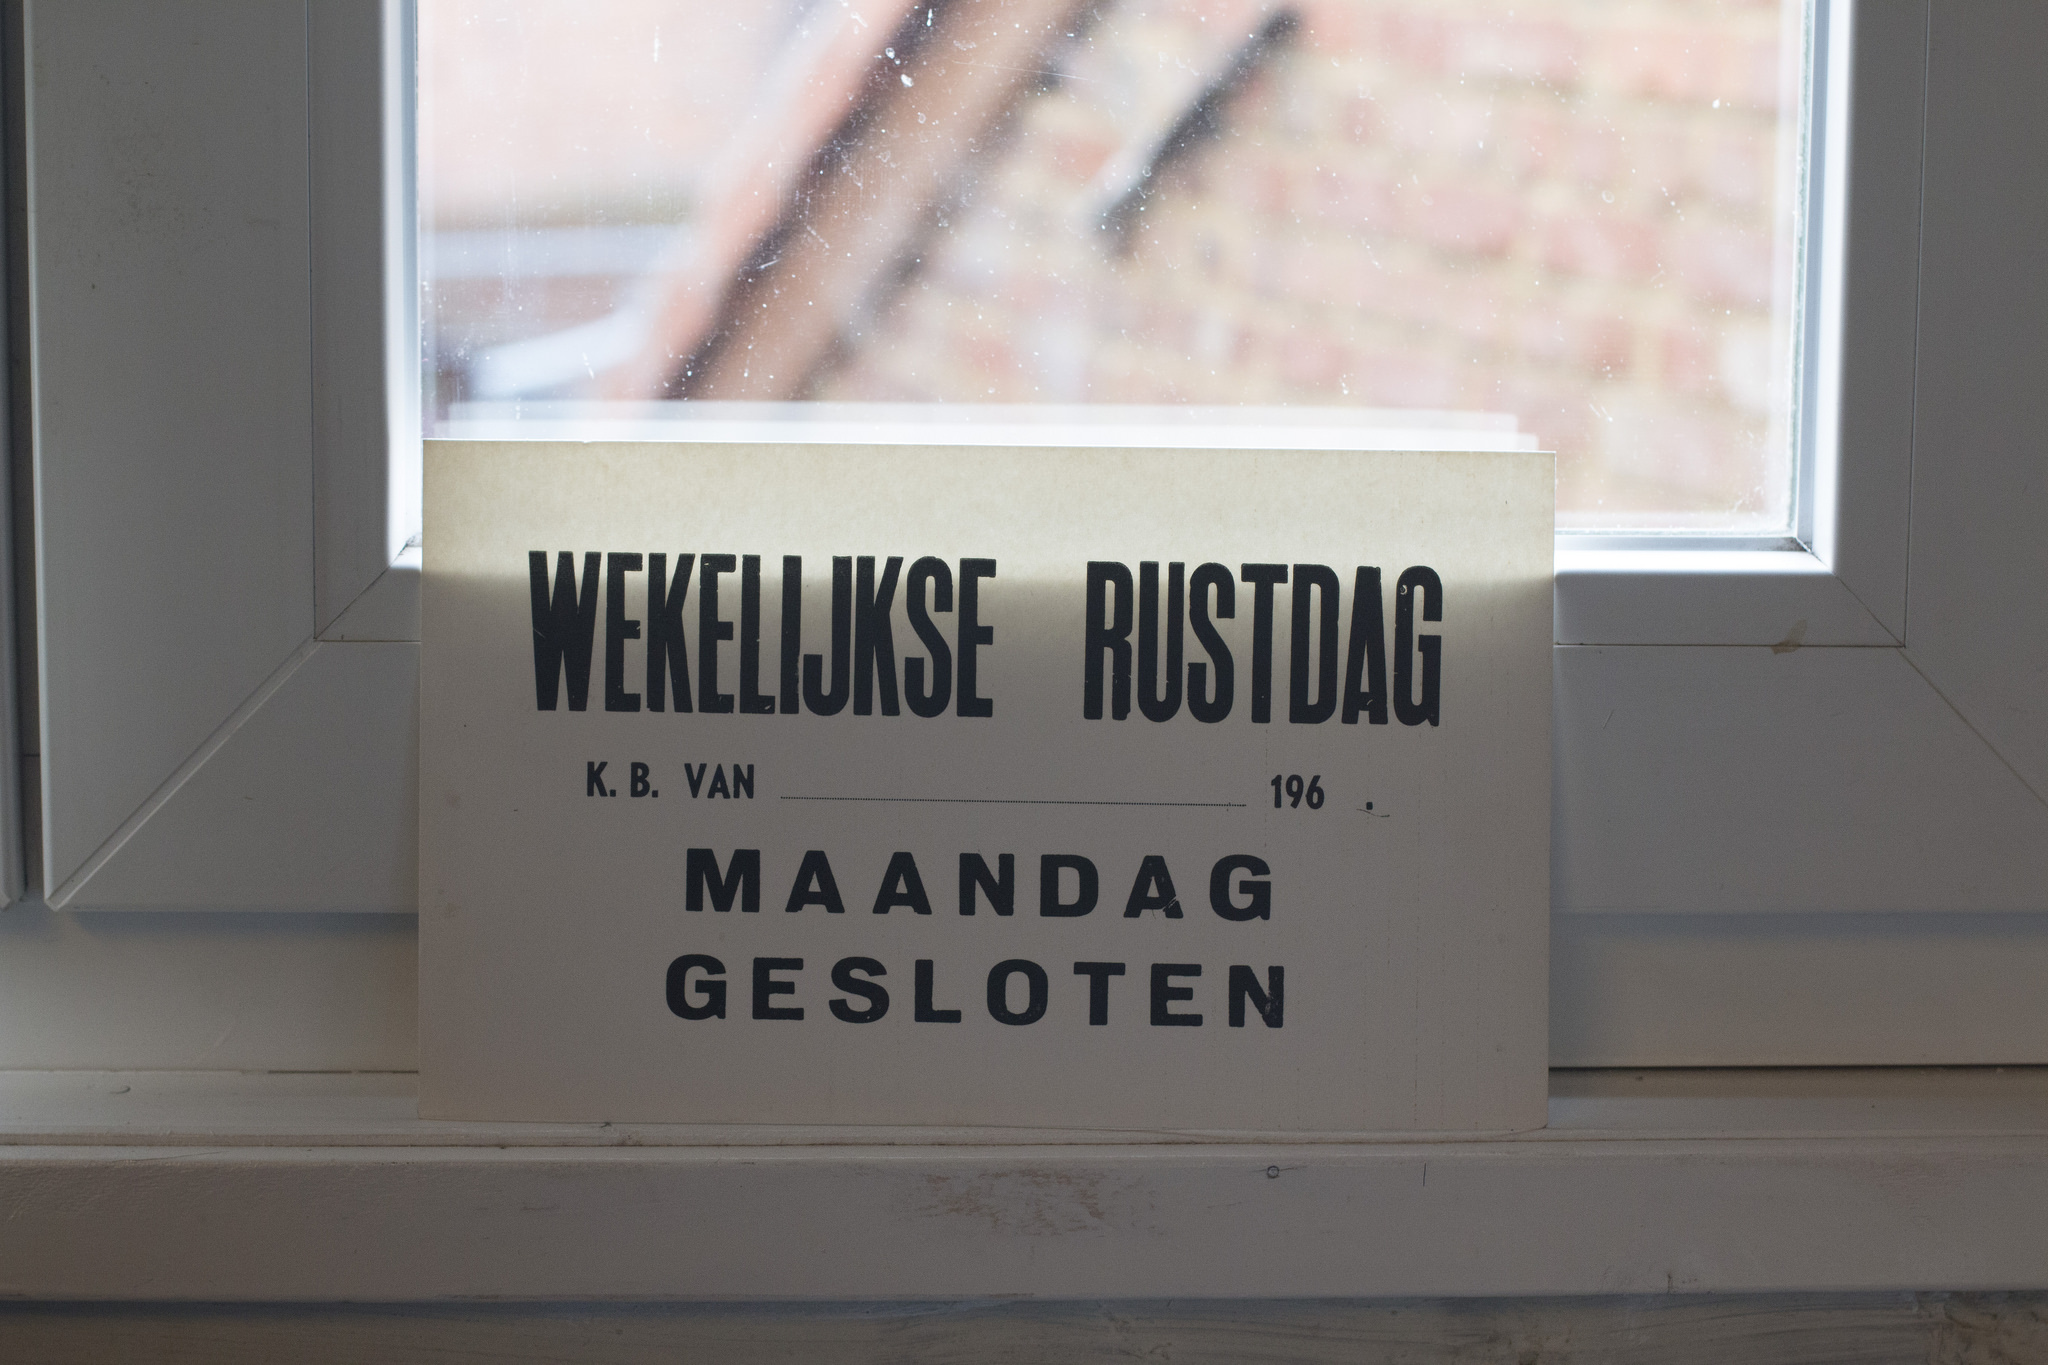 WEKELIJKSE RUSTDAG
K. B. VAN ........................ 196 .
MAANDAG
GESLOTEN